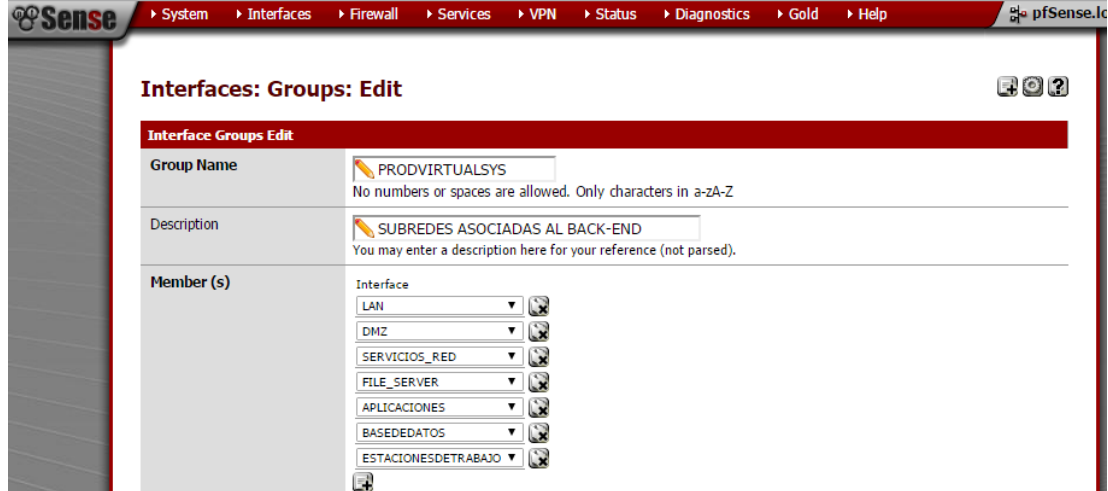 Sense
System Interfaces Firewall Services VPN Status Diagnostics Gold Help pfSense.lo
Interfaces: Groups: Edit
Interface Groups Edit
Group Name
PRODVIRTUALSYS
No numbers or spaces are allowed. Only characters in a-zA-Z
Description
SUBREDES ASOCIADAS AL BACK-END
You may enter a description here for your reference (not parsed).
Member (s)
Interface
LAN
DMZ
SERVICIOS_RED
FILE_SERVER
APLICACIONES
BASEDEDATOS
ESTACIONESDETRABAJO